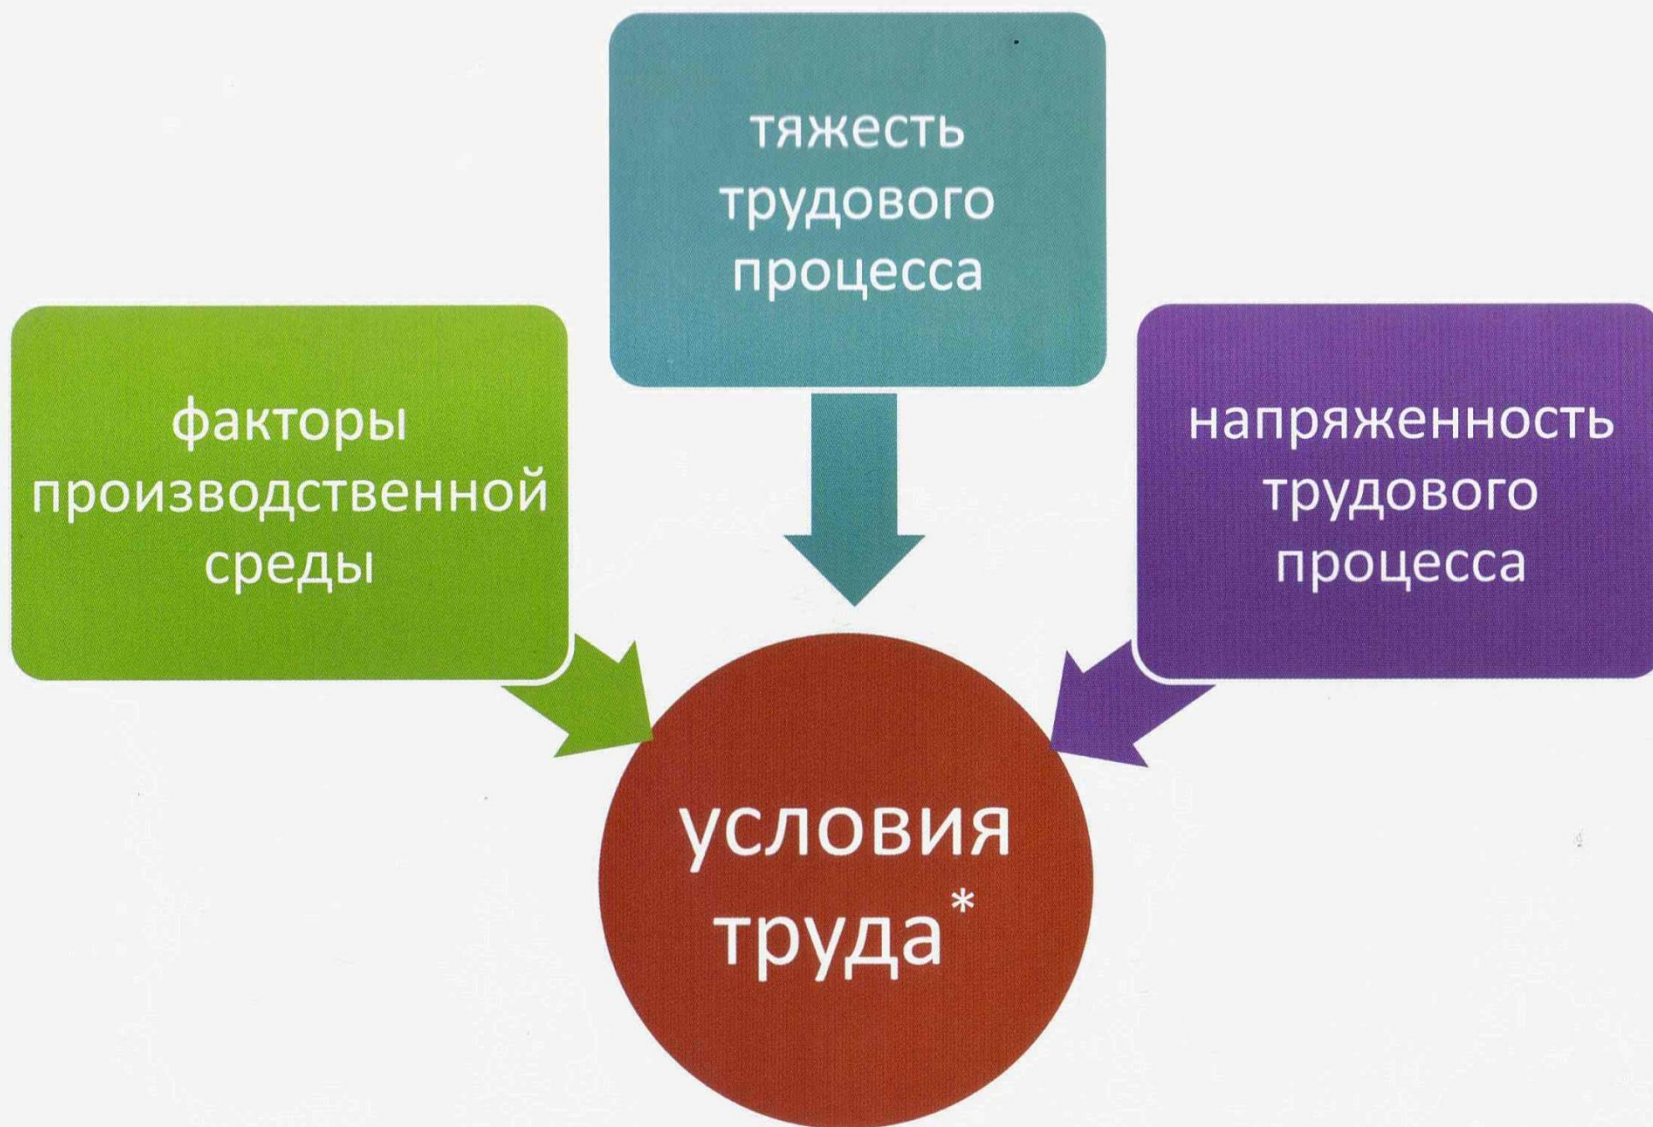 тяжесть
трудового
процесса
факторы
производственной
среды
напряженность
трудового
процесса
условия
труда*